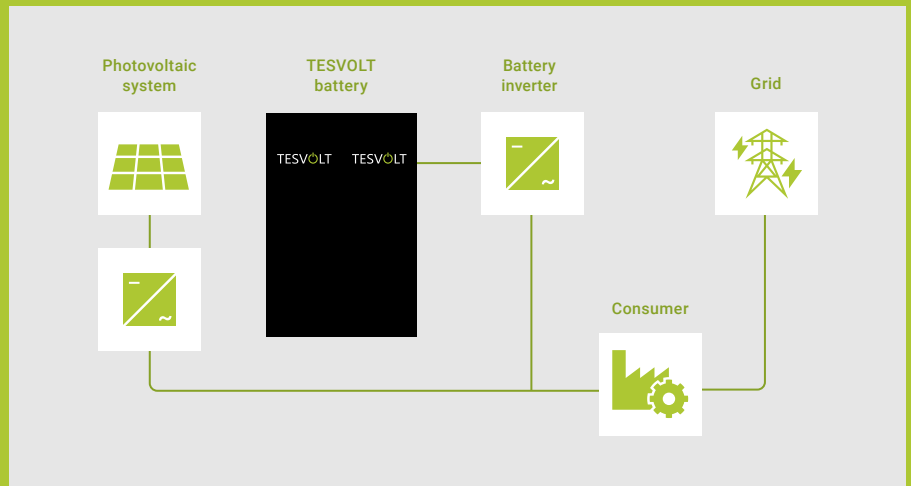 Photovoltaic
system
TESVOLT
battery
Battery
inverter
Grid
TESVOLT TESVOLT
Consumer